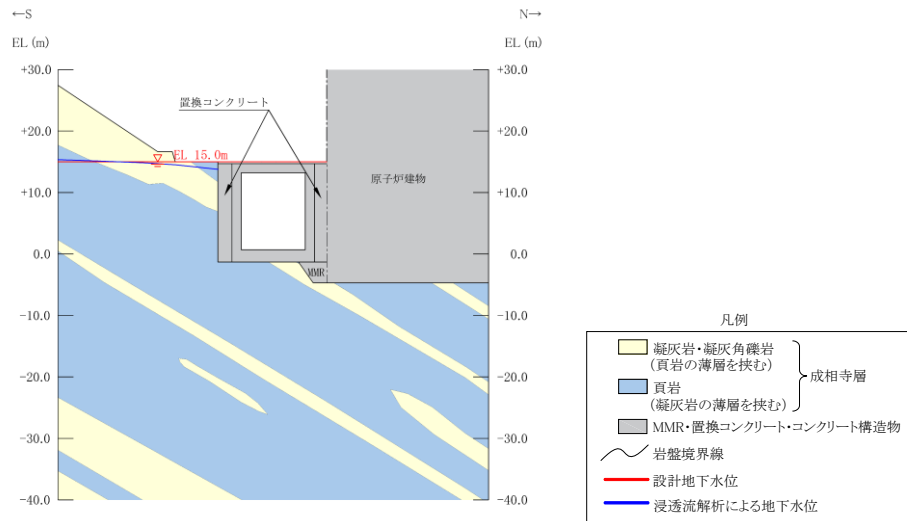 ←S
N→
EL (m)
EL (m)
+30.0
+30.0
置換コンクリート
+20.0
+20.0
EL 15.0m
原子炉建物
+10.0
+10.0
0.0
0.0
MMR
-10.0
-10.0
-20.0
-20.0
-30.0
-30.0
-40.0
-40.0
凡例
凝灰岩・凝灰角礫岩
(頁岩の薄層を挟む)
成相寺層
頁岩
(凝灰岩の薄層を挟む)
MMR・置換コンクリート・コンクリート構造物
岩盤境界線
設計地下水位
浸透流解析による地下水位